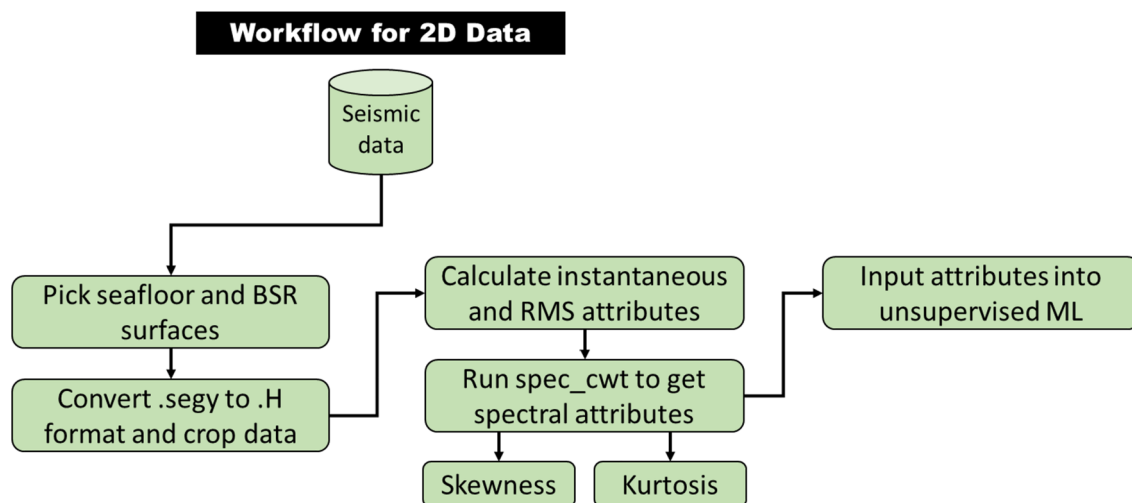 Workflow for 2D Data
Seismic
data
Pick seafloor and BSR
surfaces
Convert .segy to .H
format and crop data
Calculate instantaneous
and RMS attributes
Run spec_cwt to get
spectral attributes
Skewness
Kurtosis
Input attributes into
unsupervised ML